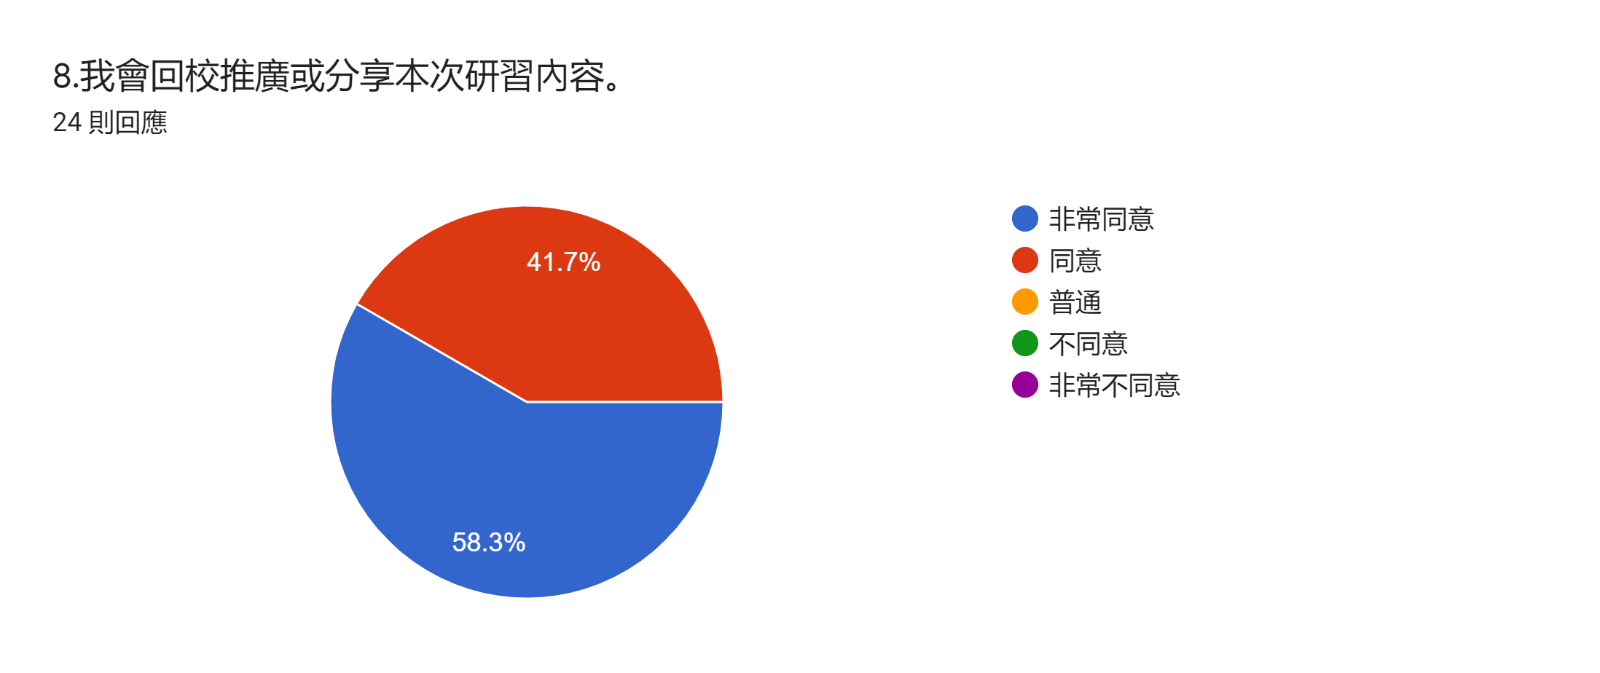 8.我會回校推廣或分享本次研習內容。
24 則回應
41.7%
58.3%
非常同意
同意
普通
不同意
非常不同意